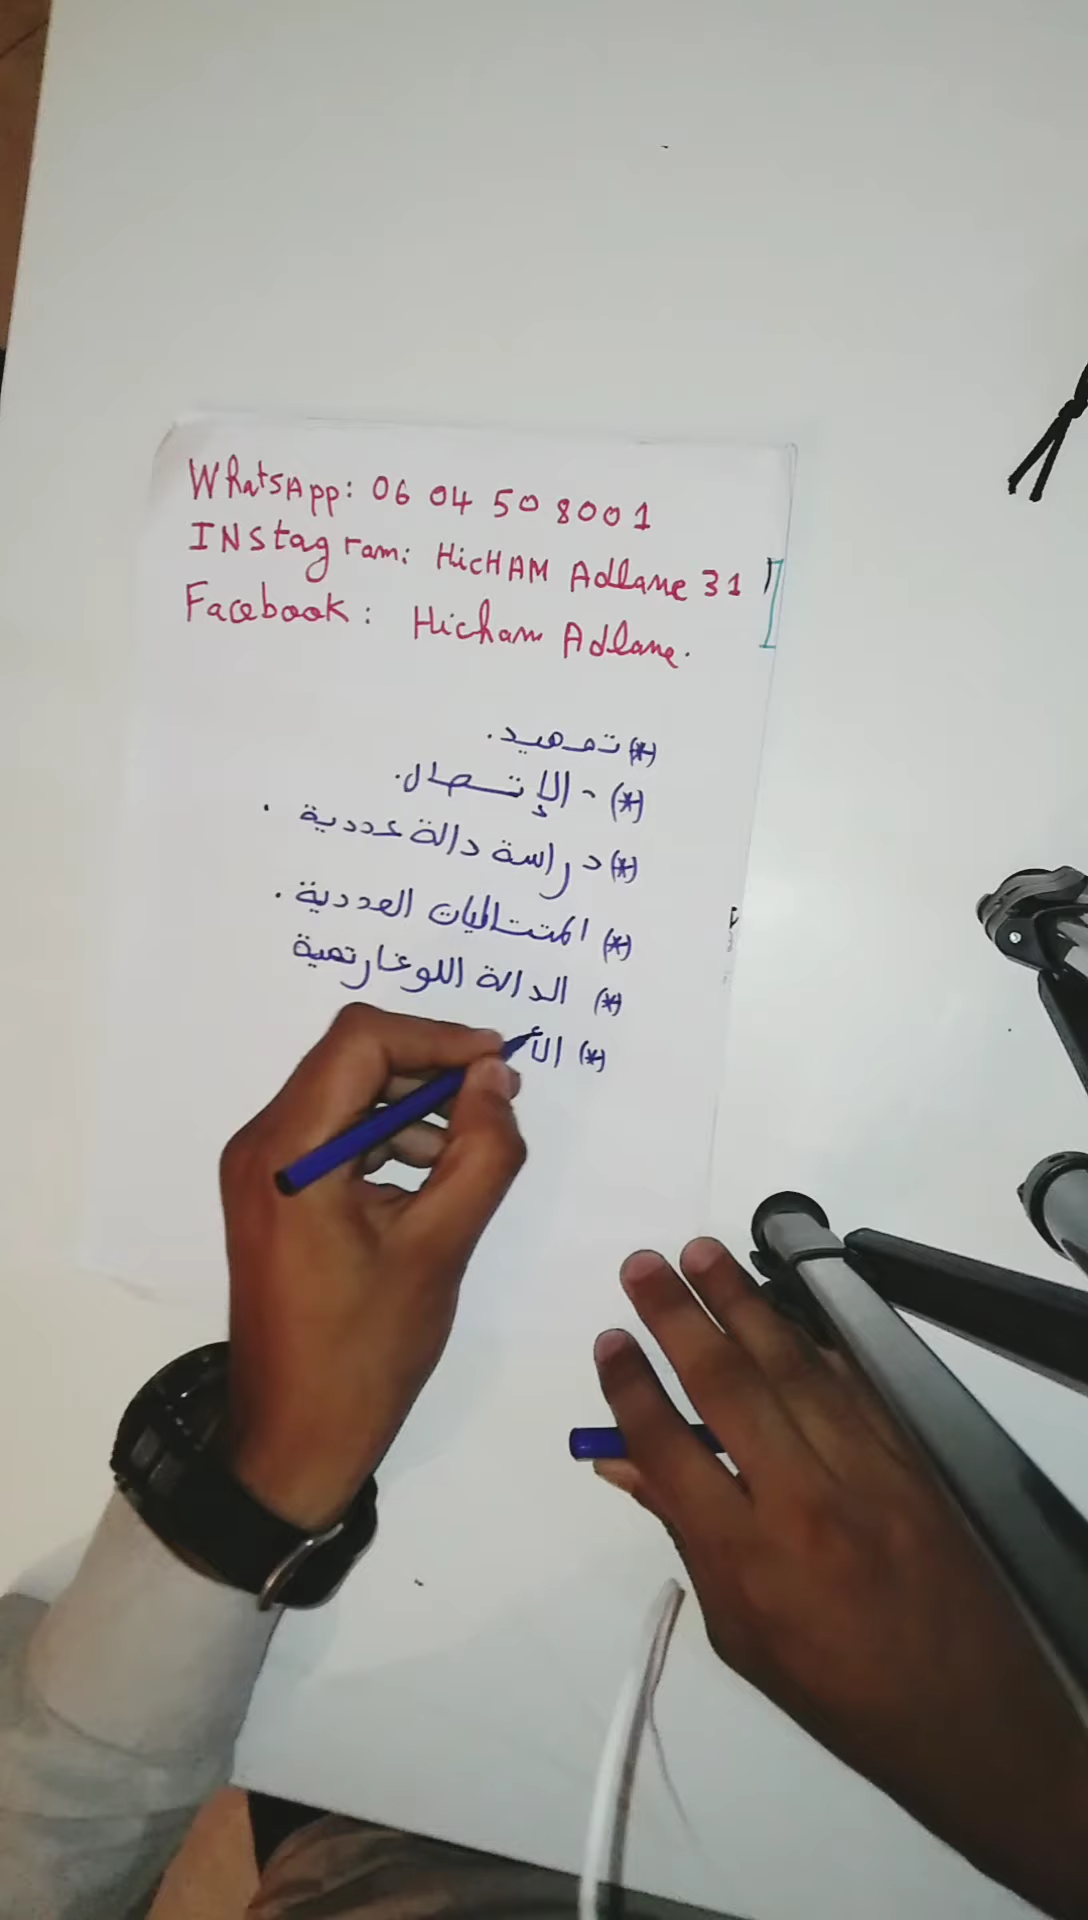 WhatsApp: 06 04 50 8001
INstagram: HicHAM Adlane 31
Facebook: Hicham Adlane.
(*) تمهيد.
(*) - الإتصال.
(*) دراسة دالة عددية.
(*) المتتاليات العددية.
(*) الدالة اللوغارتمية
(*) الأ